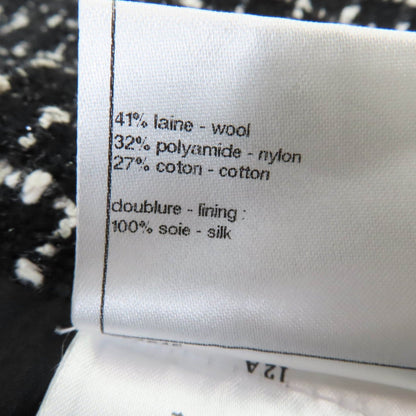 41% laine - wool
32% polyamide - nylon
27% coton - cotton
doublure - lining :
100% soie - silk
12A